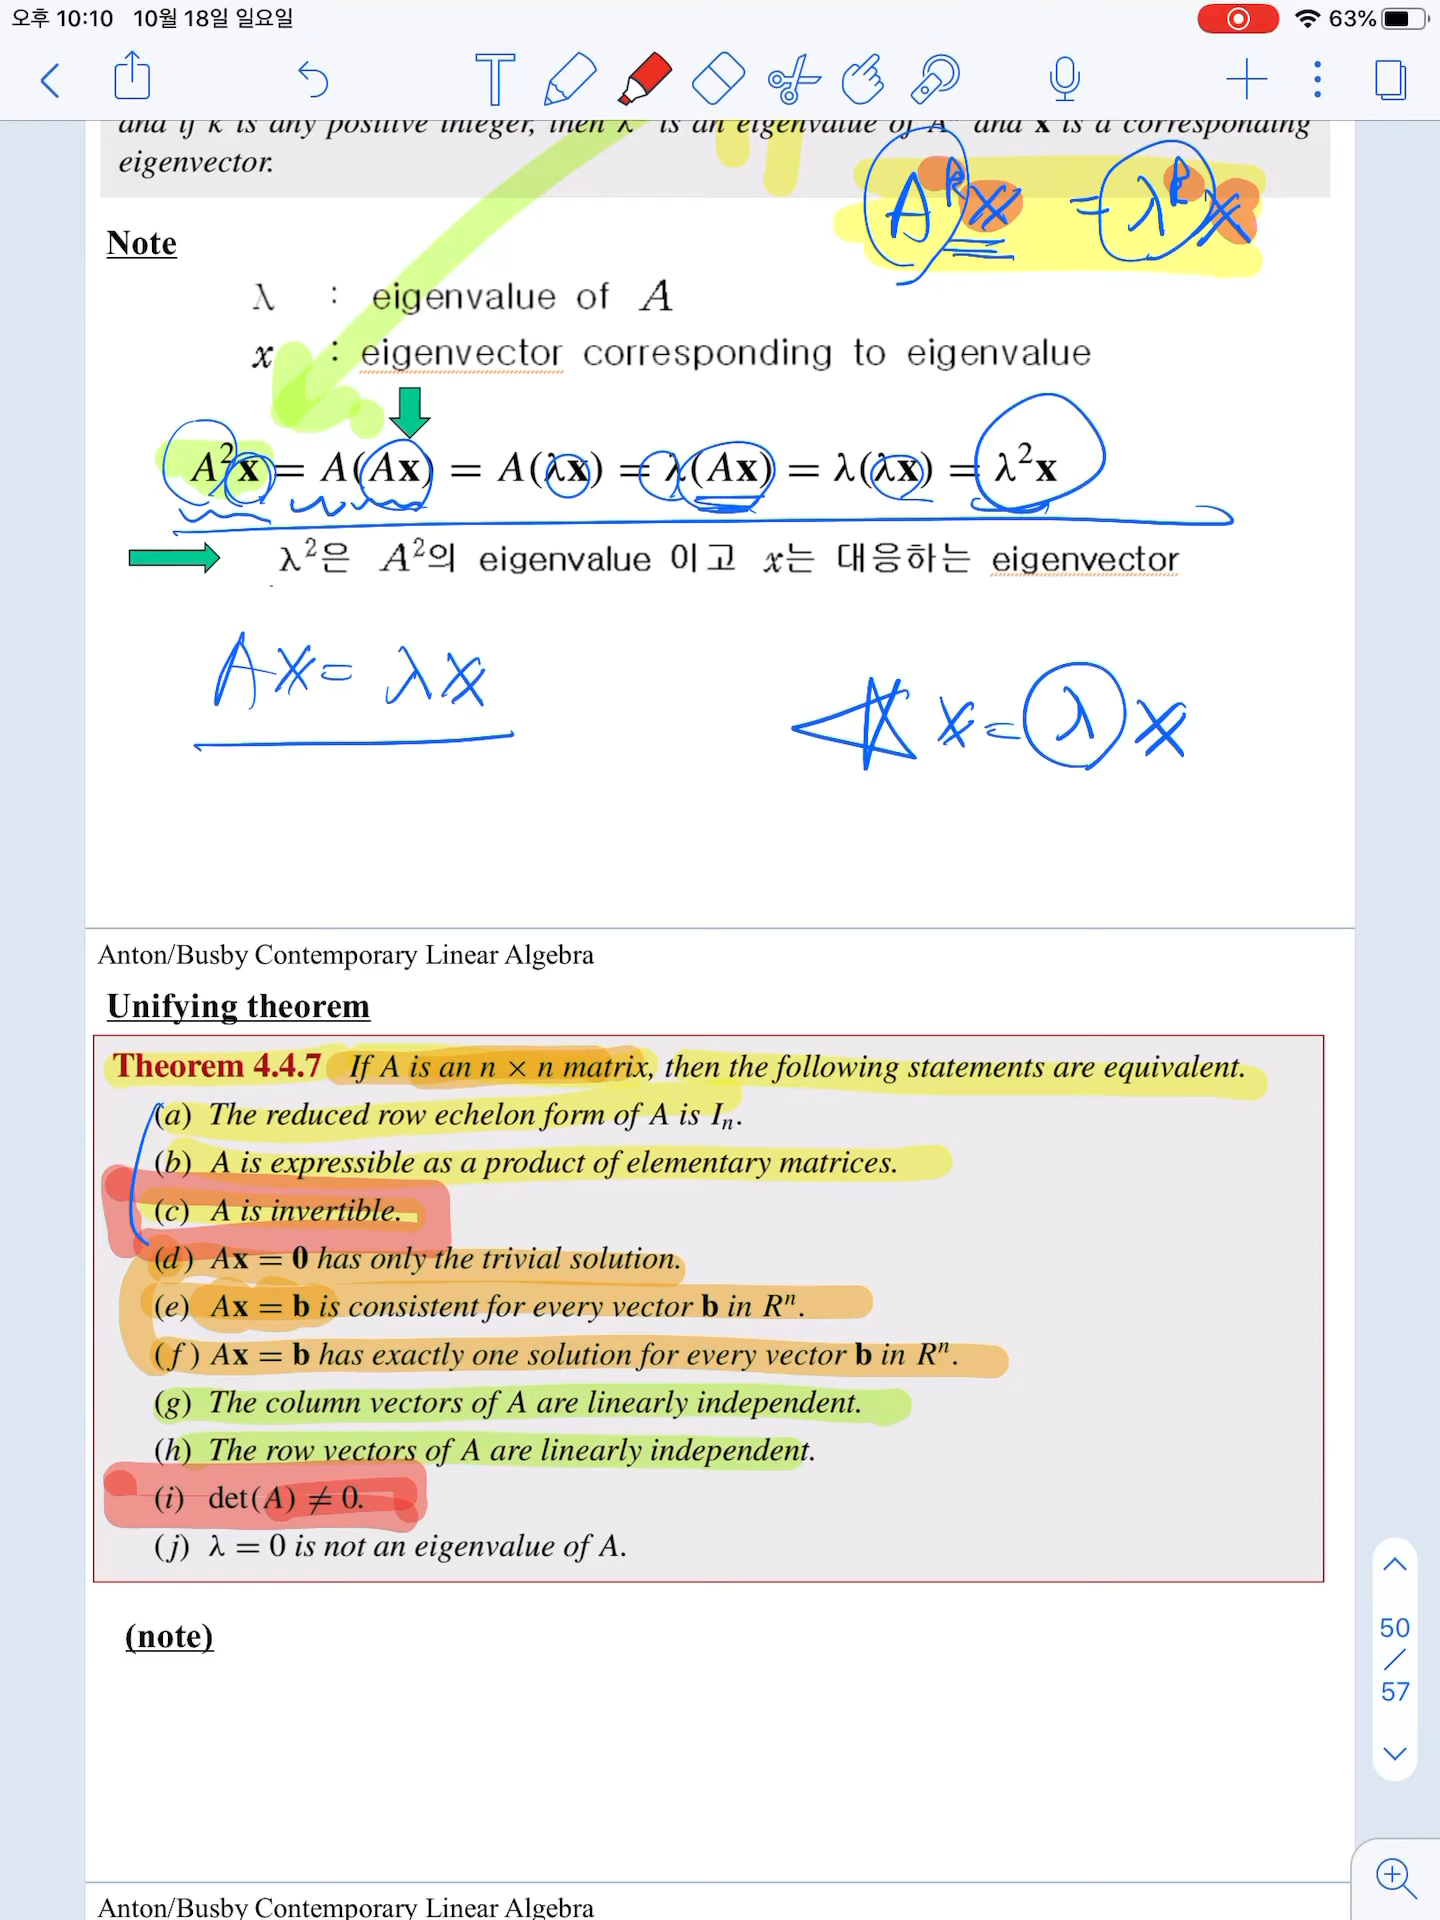 오후 10:10 10월 18일 일요일
63%
and if k is any positive integer, then λ is an eigenvalue of A and x is a corresponding
eigenvector.
Aᵏx = λᵏx
Note
λ : eigenvalue of A
x : eigenvector corresponding to eigenvalue
A²x = A(Ax) = A(λx) = λ(Ax) = λ(λx) = λ²x
λ²은 A²의 eigenvalue 이고 x는 대응하는 eigenvector
Ax = λx
x = λx
Anton/Busby Contemporary Linear Algebra
Unifying theorem
Theorem 4.4.7 If A is an n × n matrix, then the following statements are equivalent.
(a) The reduced row echelon form of A is Iₙ.
(b) A is expressible as a product of elementary matrices.
(c) A is invertible.
(d) Ax = 0 has only the trivial solution.
(e) Ax = b is consistent for every vector b in Rⁿ.
(f) Ax = b has exactly one solution for every vector b in Rⁿ.
(g) The column vectors of A are linearly independent.
(h) The row vectors of A are linearly independent.
(i) det(A) ≠ 0.
(j) λ = 0 is not an eigenvalue of A.
(note)
50
/
57
Anton/Busby Contemporary Linear Algebra